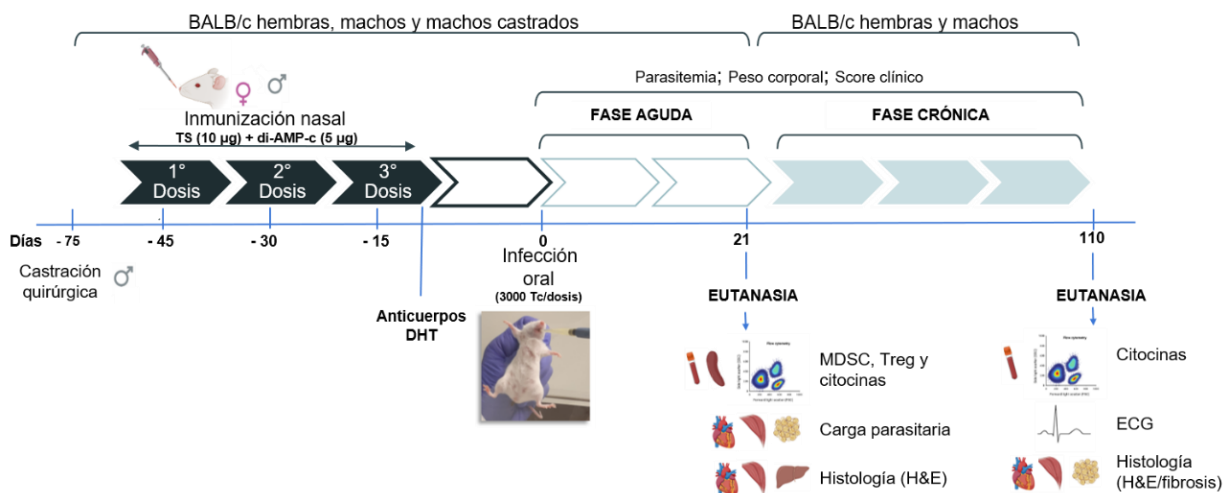 BALB/c hembras, machos y machos castrados
BALB/c hembras y machos
Parasitemia; Peso corporal; Score clínico
Inmunización nasal
TS (10 µg) + di-AMP-c (5 µg)
FASE AGUDA
FASE CRÓNICA
1°
Dosis
2°
Dosis
3°
Dosis
Días
- 75
- 45
- 30
- 15
0
21
110
Castración
quirúrgica
Anticuerpos
DHT
Infección
oral
(3000 Tc/dosis)
EUTANASIA
MDSC, Treg y
citocinas
Carga parasitaria
Histología (H&E)
EUTANASIA
Citocinas
ECG
Histología
(H&E/fibrosis)